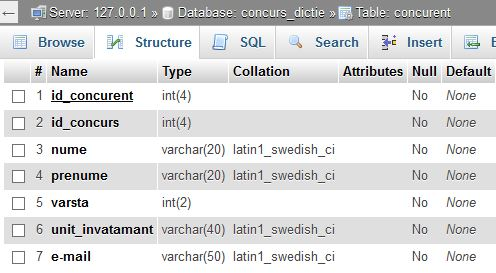 ← Server: 127.0.0.1 » Database: concurs_dictie » Table: concurent
Browse Structure SQL Search Insert E
# Name Type Collation Attributes Null Default
1 id_concurent int(4) No None
2 id_concurs int(4) No None
3 nume varchar(20) latin1_swedish_ci No None
4 prenume varchar(20) latin1_swedish_ci No None
5 varsta int(2) No None
6 unit_invatamant varchar(40) latin1_swedish_ci No None
7 e-mail varchar(50) latin1_swedish_ci No None